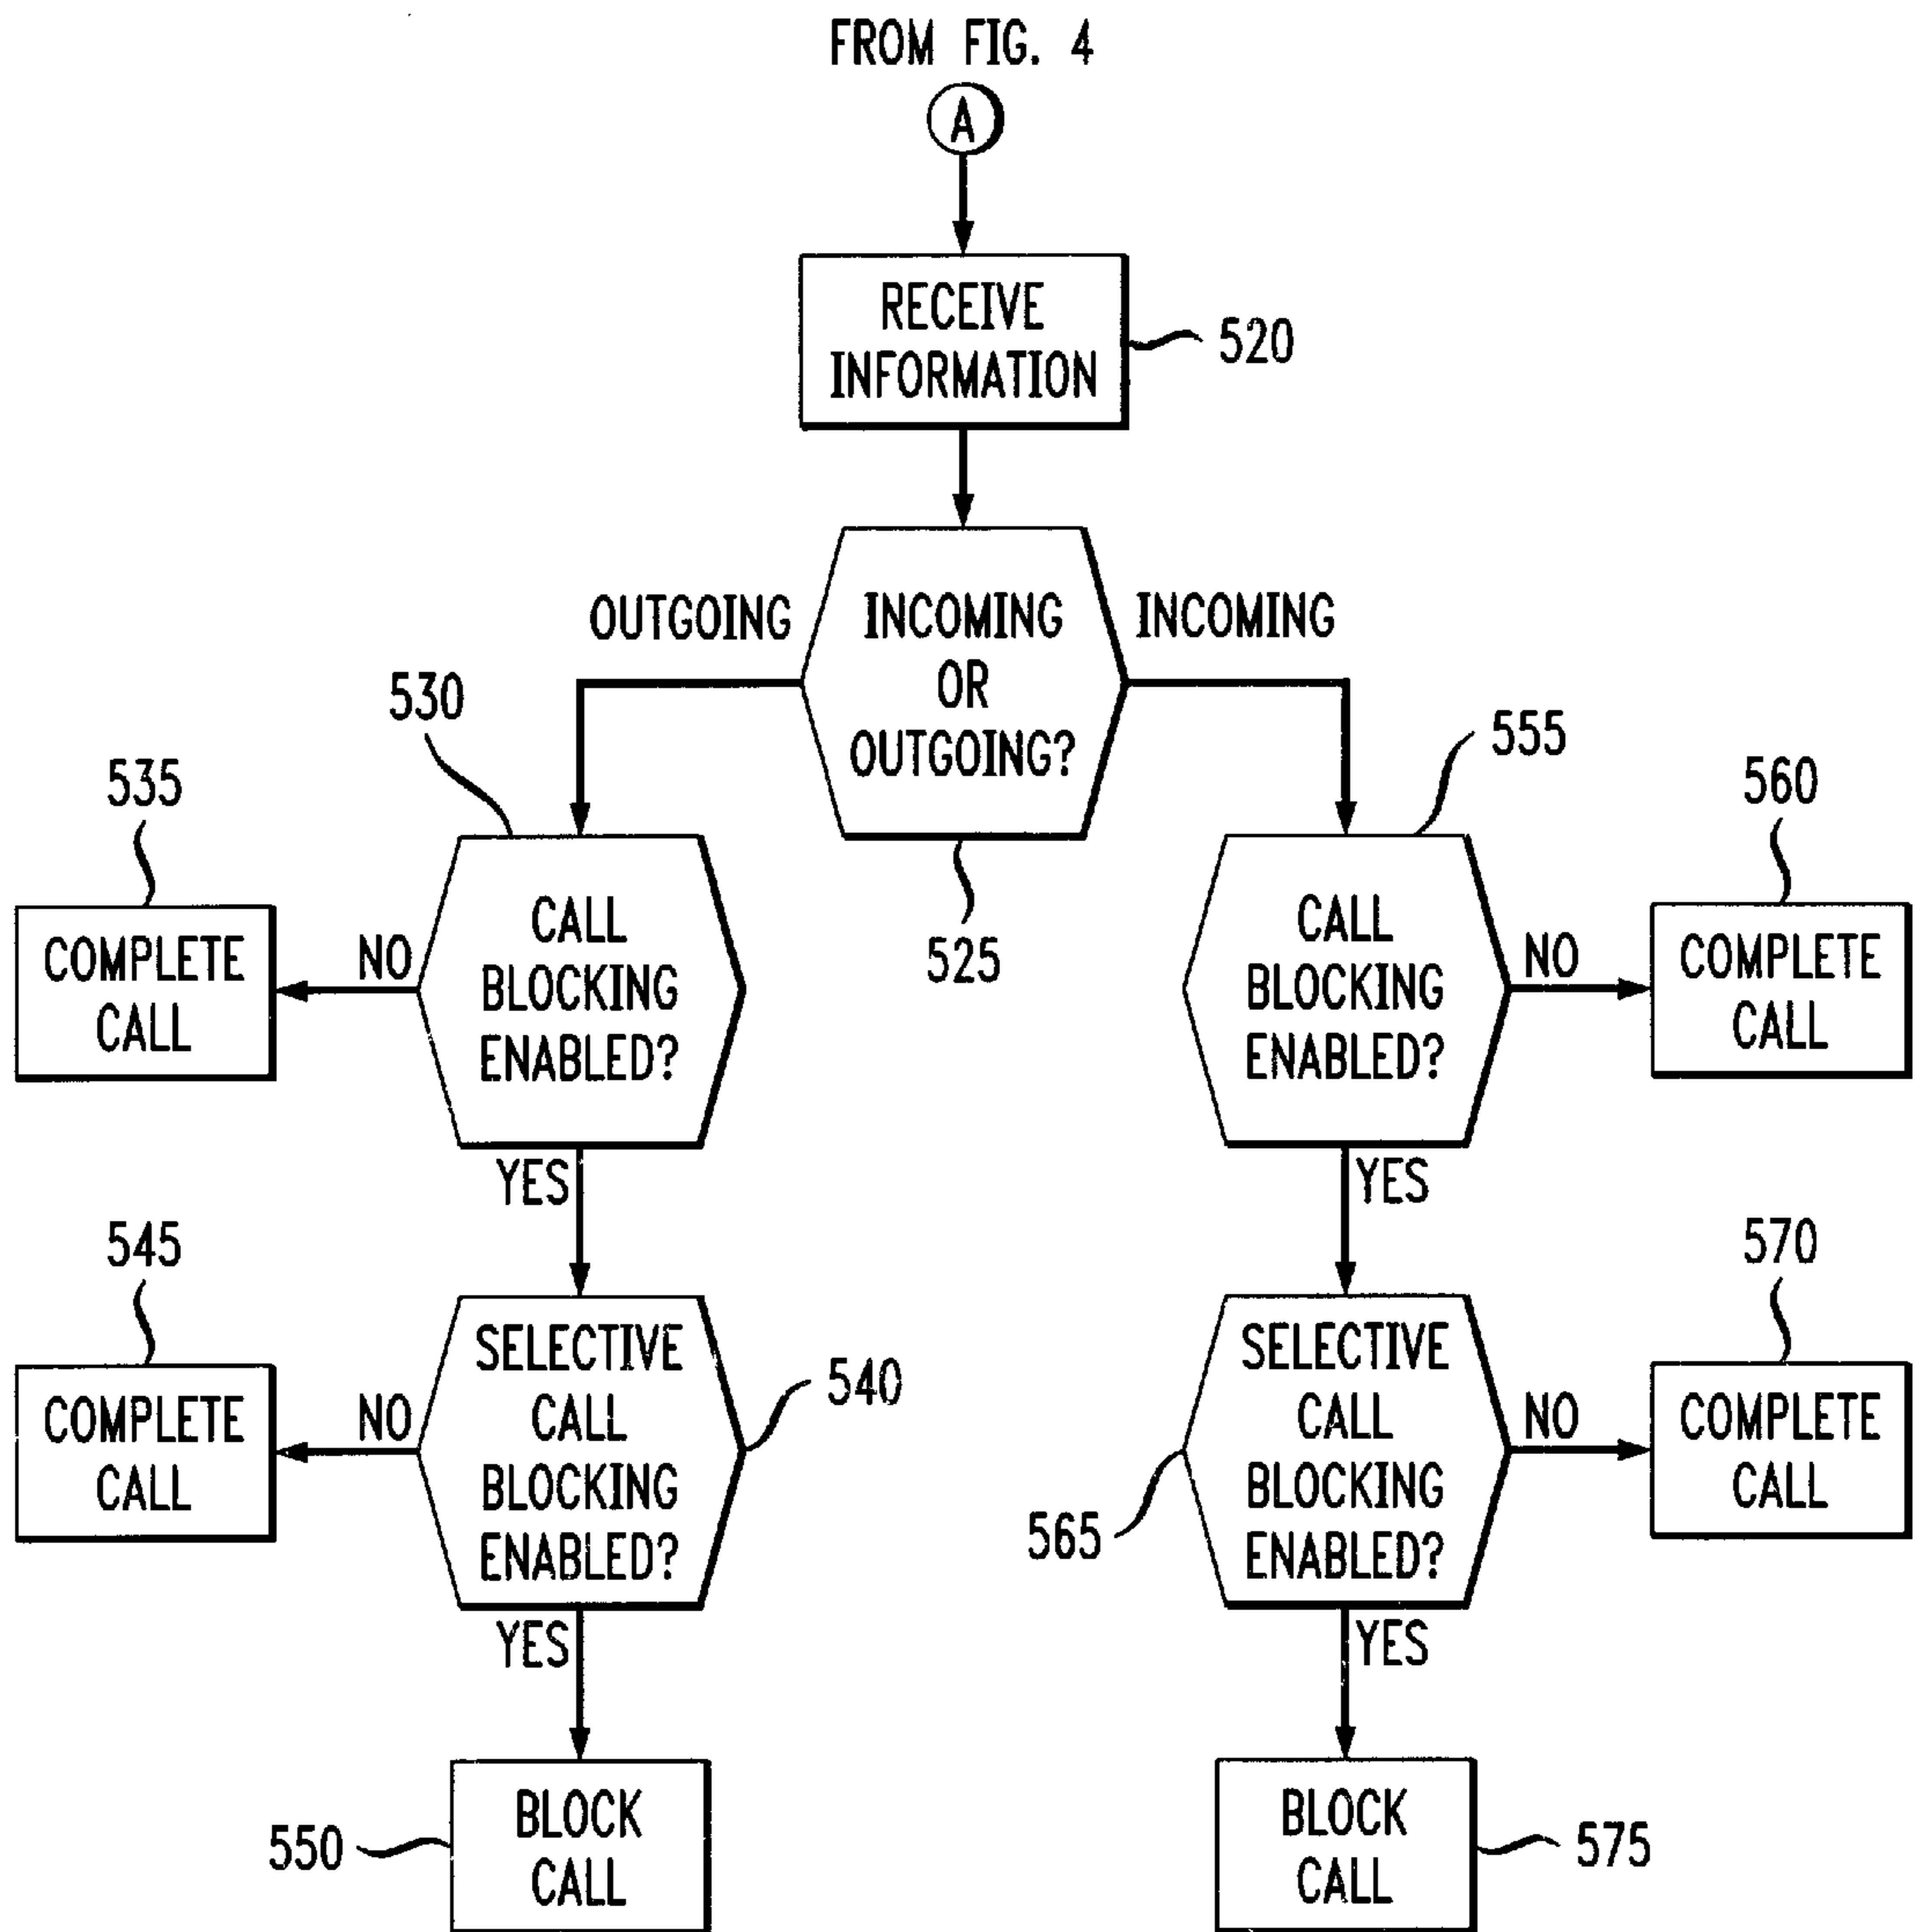 FROM FIG. 4
A
RECEIVE
INFORMATION
520
OUTGOING
INCOMING
OR
OUTGOING?
INCOMING
525
530
CALL
BLOCKING
ENABLED?
NO
535
COMPLETE
CALL
YES
540
SELECTIVE
CALL
BLOCKING
ENABLED?
NO
545
COMPLETE
CALL
YES
550
BLOCK
CALL
555
CALL
BLOCKING
ENABLED?
NO
560
COMPLETE
CALL
YES
565
SELECTIVE
CALL
BLOCKING
ENABLED?
NO
570
COMPLETE
CALL
YES
BLOCK
CALL
575